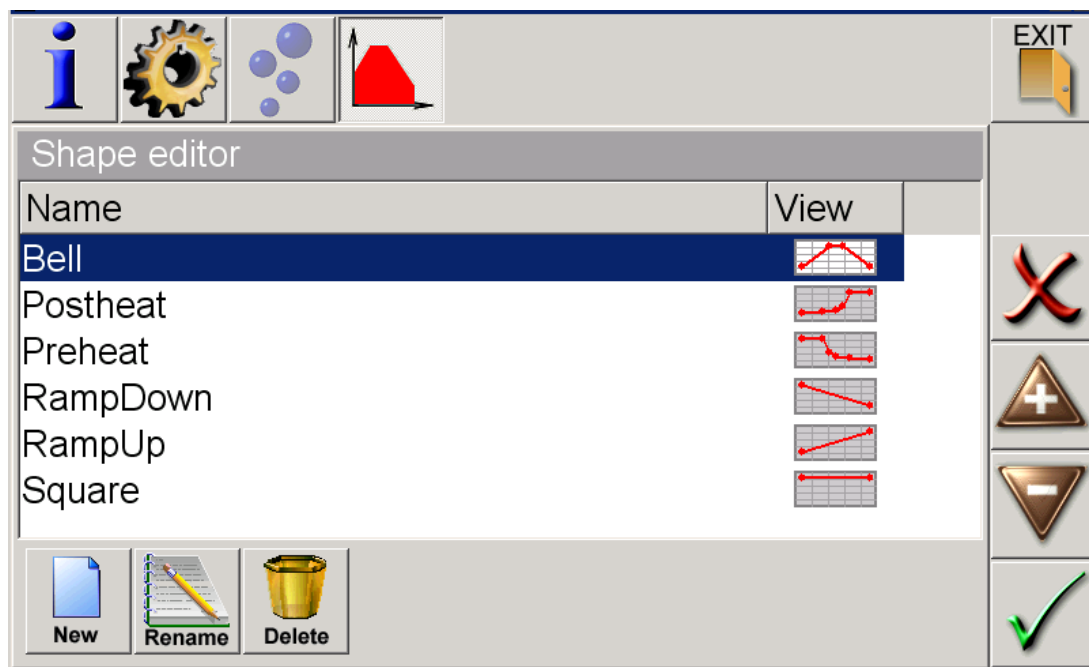 EXIT
Shape editor
Name View
Bell
Postheat
Preheat
RampDown
RampUp
Square
New Rename Delete